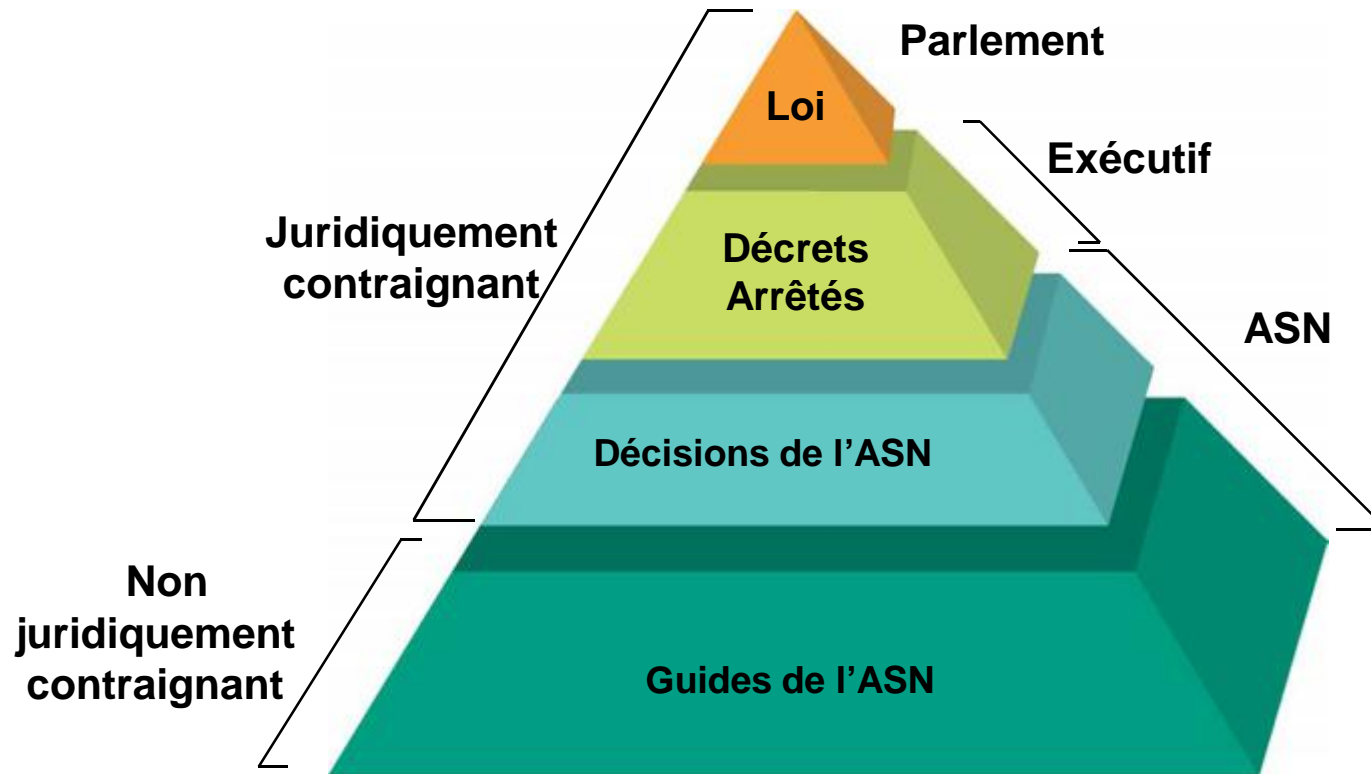 Parlement
Loi
Exécutif
Juridiquement
contraignant
Décrets
Arrêtés
ASN
Décisions de l’ASN
Non
juridiquement
contraignant
Guides de l’ASN